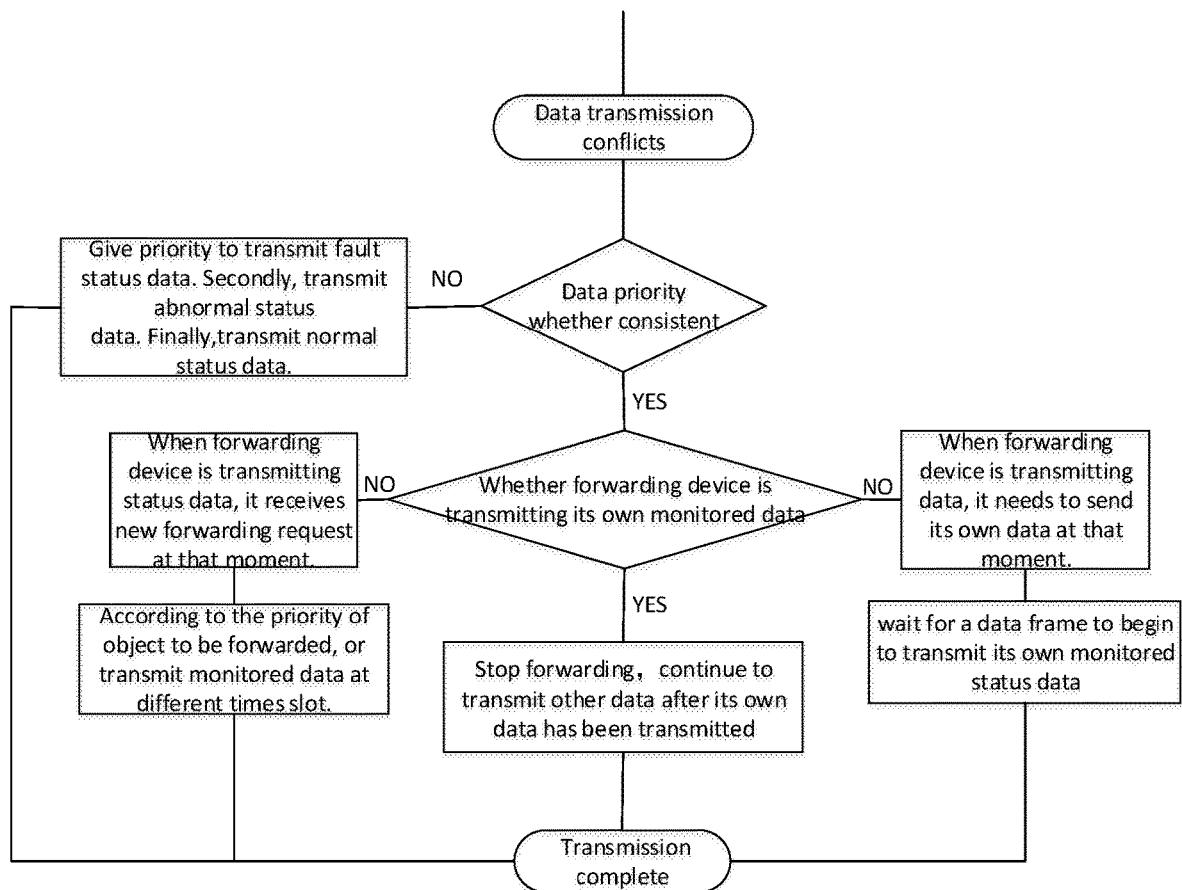 Data transmission
conflicts
Give priority to transmit fault
status data. Secondly, transmit
abnormal status
data. Finally,transmit normal
status data.
NO
Data priority
whether consistent
YES
When forwarding
device is transmitting
status data, it receives
new forwarding request
at that moment.
NO
Whether forwarding device is
transmitting its own monitored data
NO
When forwarding
device is transmitting
data, it needs to send
its own data at that
moment.
YES
According to the priority of
object to be forwarded, or
transmit monitored data at
different times slot.
Stop forwarding, continue to
transmit other data after its own
data has been transmitted
wait for a data frame to begin
to transmit its own monitored
status data
Transmission
complete